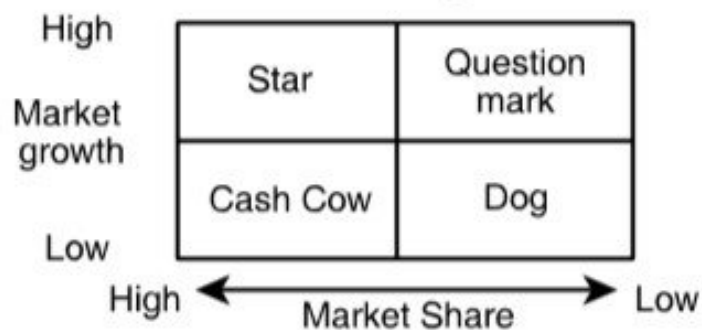 High
Market
growth
Low
Star
Question
mark
Cash Cow
Dog
High
Market Share
Low